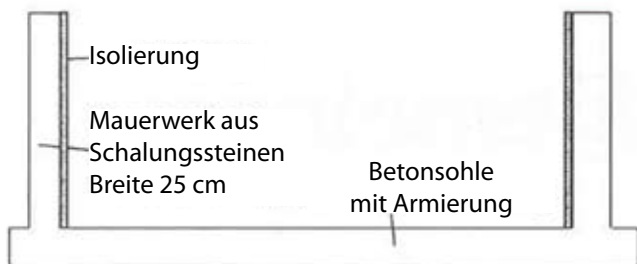 Isolierung
Mauerwerk aus
Schalungssteinen
Breite 25 cm
Betonsohle
mit Armierung